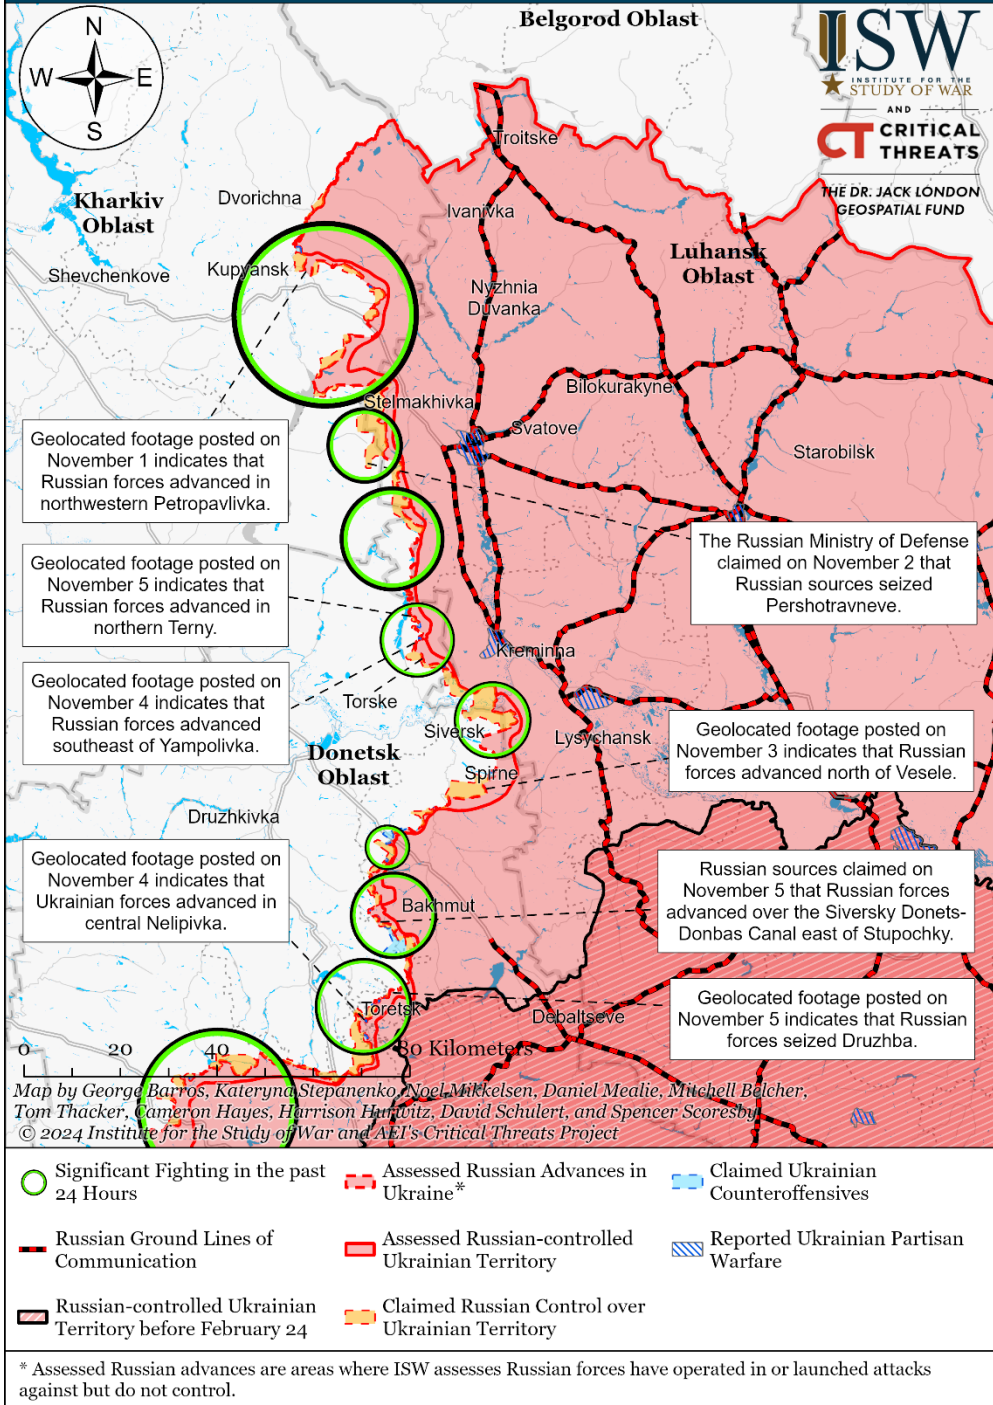 Belgorod Oblast
N
W
E
S
ISW
INSTITUTE FOR THE
STUDY OF WAR
AND
CT CRITICAL
THREATS
THE DR. JACK LONDON
GEOSPATIAL FUND
Troitske
Dvorichna
Kharkiv
Oblast
Ivanivka
Luhansk
Oblast
Shevchenkove
Kupyansk
Nyzhnia
Duvanka
Bilokurakyne
Stelmakhivka
Svatove
Starobilsk
Geolocated footage posted on
November 1 indicates that
Russian forces advanced in
northwestern Petropavlivka.
The Russian Ministry of Defense
claimed on November 2 that
Russian sources seized
Pershotravneve.
Geolocated footage posted on
November 5 indicates that
Russian forces advanced in
northern Terny.
Kreminna
Geolocated footage posted on
November 4 indicates that
Russian forces advanced
southeast of Yampolivka.
Torske
Siversk
Lysychansk
Geolocated footage posted on
November 3 indicates that Russian
forces advanced north of Vesele.
Donetsk
Oblast
Spirne
Druzhkivka
Geolocated footage posted on
November 4 indicates that
Ukrainian forces advanced in
central Nelipivka.
Bakhmut
Russian sources claimed on
November 5 that Russian forces
advanced over the Siversky Donets-
Donbas Canal east of Stupochky.
Toretsk
Debaltseve
Geolocated footage posted on
November 5 indicates that Russian
forces seized Druzhba.
0 20 40 80 Kilometers
Map by George Barros, Kateryna Stepanenko, Noel Mikkelsen, Daniel Mealie, Mitchell Belcher,
Tom Thacker, Cameron Hayes, Harrison Hurwitz, David Schulert, and Spencer Scoresby
© 2024 Institute for the Study of War and AEI's Critical Threats Project
Significant Fighting in the past
24 Hours
Assessed Russian Advances in
Ukraine*
Claimed Ukrainian
Counteroffensives
Russian Ground Lines of
Communication
Assessed Russian-controlled
Ukrainian Territory
Reported Ukrainian Partisan
Warfare
Russian-controlled Ukrainian
Territory before February 24
Claimed Russian Control over
Ukrainian Territory
* Assessed Russian advances are areas where ISW assesses Russian forces have operated in or launched attacks
against but do not control.